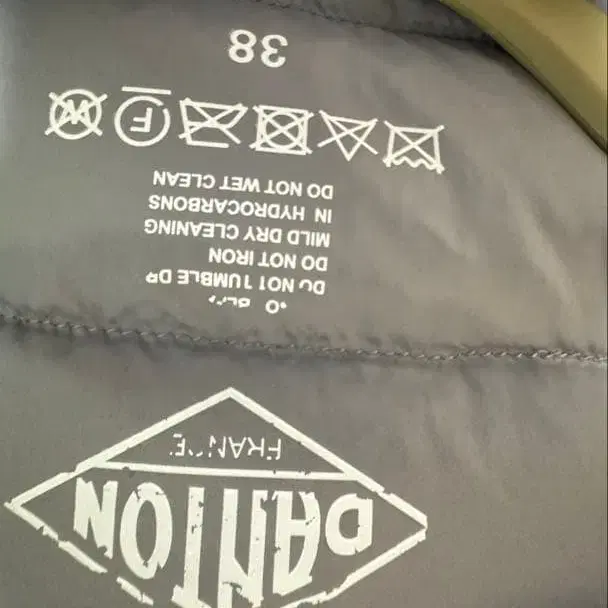 DANTON
FRANCE
DO NOT TUMBLE
DO NOT IRON
MILD DRY CLEANING
IN HYDROCARBONS
DO NOT WET CLEAN
F W
38